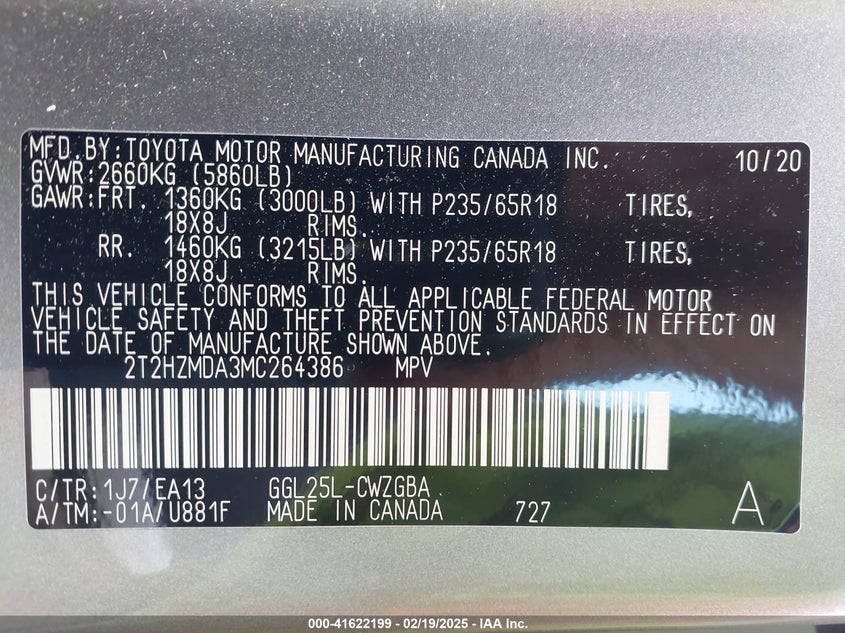 MFD.BY:TOYOTA MOTOR MANUFACTURING CANADA INC. 10/20
GVWR:2660KG (5860LB)
GAWR:FRT. 1360KG (3000LB) WITH P235/65R18 TIRES,
18X8J RIMS.
RR. 1460KG (3215LB) WITH P235/65R18 TIRES,
18X8J RIMS.
THIS VEHICLE CONFORMS TO ALL APPLICABLE FEDERAL MOTOR
VEHICLE SAFETY AND THEFT PREVENTION STANDARDS IN EFFECT ON
THE DATE OF MANUFACTURE SHOWN ABOVE.
2T2HZMDA3MC264386 MPV
C/TR:1J7/EA13 GGL25L-CWZGBA
A/TM:-01A/U881F MADE IN CANADA 727 A
000-41622199 - 02/19/2025 - IAA Inc.